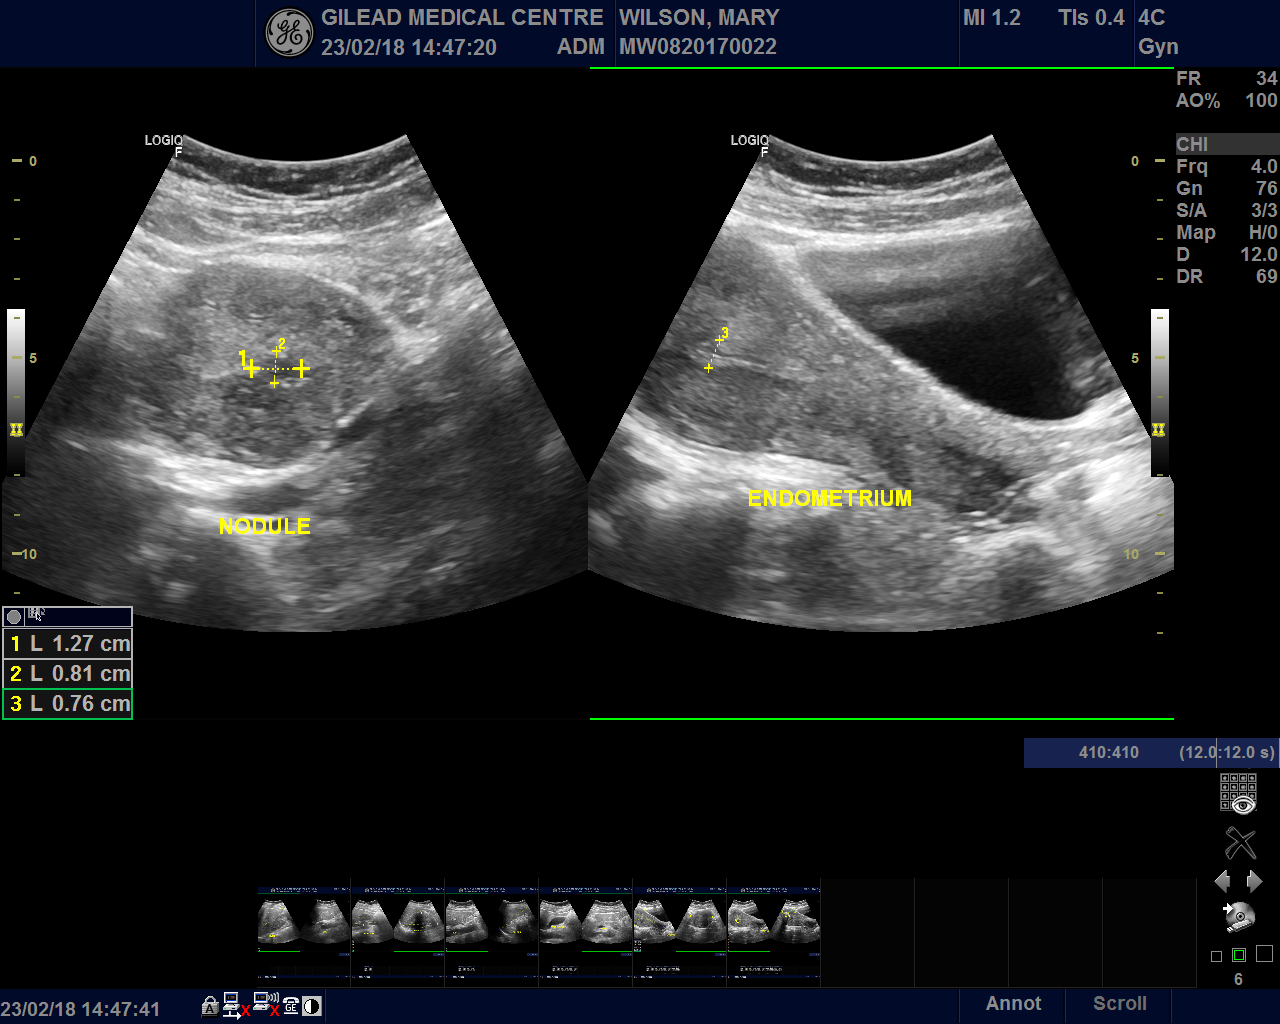 GILEAD MEDICAL CENTRE
23/02/18 14:47:20 ADM
WILSON, MARY
MW0820170022
MI 1.2 TIs 0.4
4C
Gyn
FR 34
AO% 100
CHI
Frq 4.0
Gn 76
S/A 3/3
Map H/0
D 12.0
DR 69
LOGIQ
F
0
5
10
1
2
NODULE
LOGIQ
F
0
5
10
3
ENDOMETRIUM
1 L 1.27 cm
2 L 0.81 cm
3 L 0.76 cm
410:410 (12.0:12.0 s)
6
23/02/18 14:47:41
A
GE
Annot
Scroll